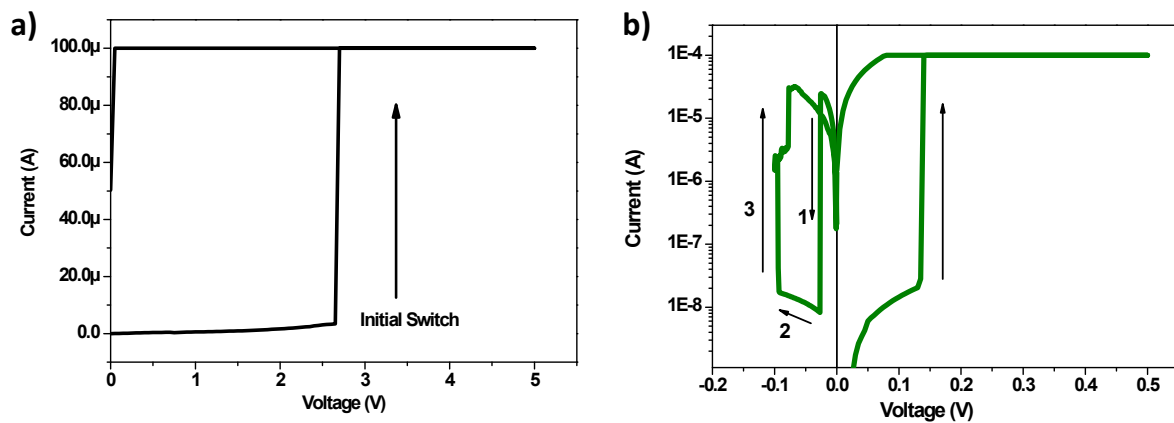 a)
100.0µ
80.0µ
60.0µ
40.0µ
20.0µ
0.0
Current (A)
Initial Switch
0 1 2 3 4 5
Voltage (V)
b)
1E-4
1E-5
1E-6
1E-7
1E-8
Current (A)
3
1
2
-0.2 -0.1 0.0 0.1 0.2 0.3 0.4 0.5
Voltage (V)